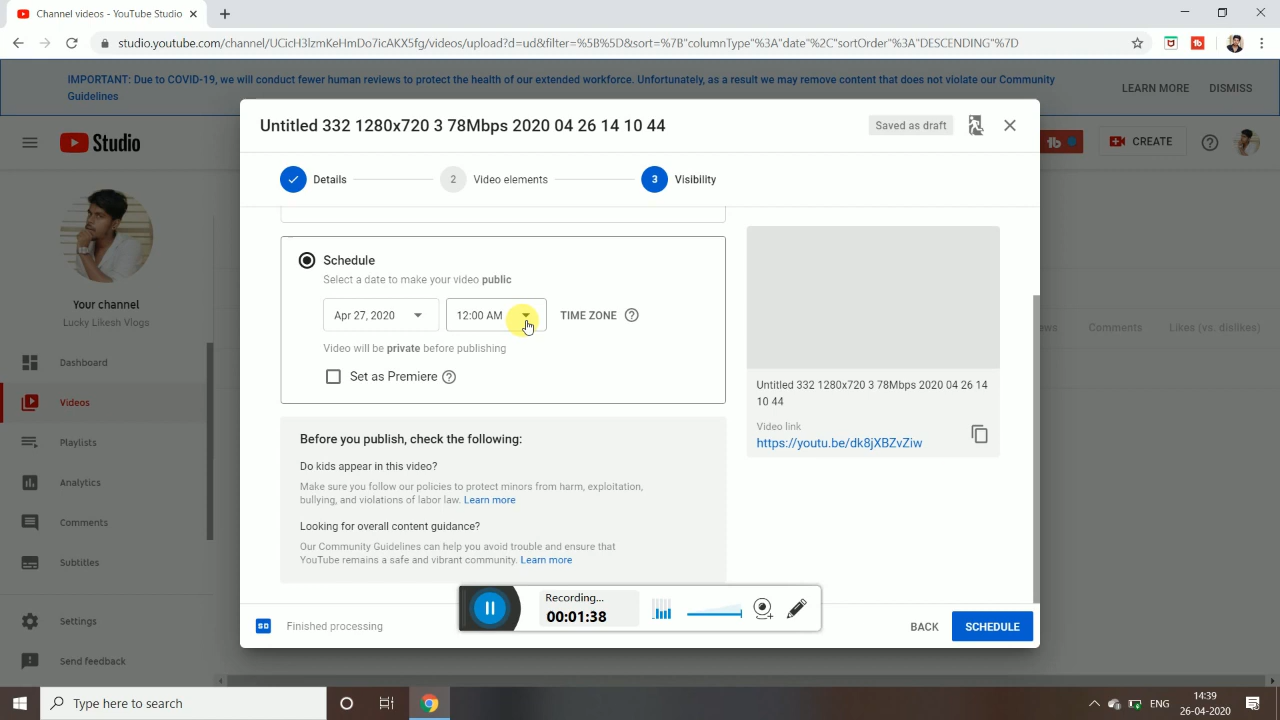 Channel videos - YouTube Studio
studio.youtube.com/channel/UCicH3lzmKeHmDo7icAKX5fg/videos/upload?d=ud&filter=%5B%5D&sort=%7B"columnType"%3A"date"%2C"sortOrder"%3A"DESCENDING"%7D
IMPORTANT: Due to COVID-19, we will conduct fewer human reviews to protect the health of our extended workforce. Unfortunately, as a result we may remove content that does not violate our Community
Guidelines
LEARN MORE
DISMISS
Studio
CREATE
Untitled 332 1280x720 3 78Mbps 2020 04 26 14 10 44
Saved as draft
Details
2
Video elements
3
Visibility
Your channel
Lucky Likesh Vlogs
Dashboard
Videos
Playlists
Analytics
Comments
Subtitles
Settings
Send feedback
Comments
Likes (vs. dislikes)
Schedule
Select a date to make your video public
Apr 27, 2020
12:00 AM
TIME ZONE
Video will be private before publishing
Set as Premiere
Before you publish, check the following:
Do kids appear in this video?
Make sure you follow our policies to protect minors from harm, exploitation,
bullying, and violations of labor law. Learn more
Looking for overall content guidance?
Our Community Guidelines can help you avoid trouble and ensure that
YouTube remains a safe and vibrant community. Learn more
Untitled 332 1280x720 3 78Mbps 2020 04 26 14
10 44
Video link
https://youtu.be/dk8jXBZvZiw
Recording...
00:01:38
SD
Finished processing
BACK
SCHEDULE
Type here to search
ENG
14:39
26-04-2020